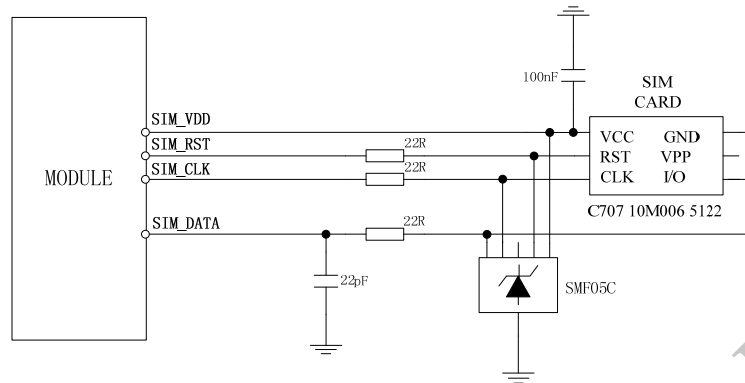 100nF
SIM
CARD
SIM_VDD
SIM_RST
22R
VCC GND
RST VPP
SIM_CLK
22R
CLK I/O
MODULE
C707 10M006 5122
SIM_DATA
22R
22pF
SMF05C